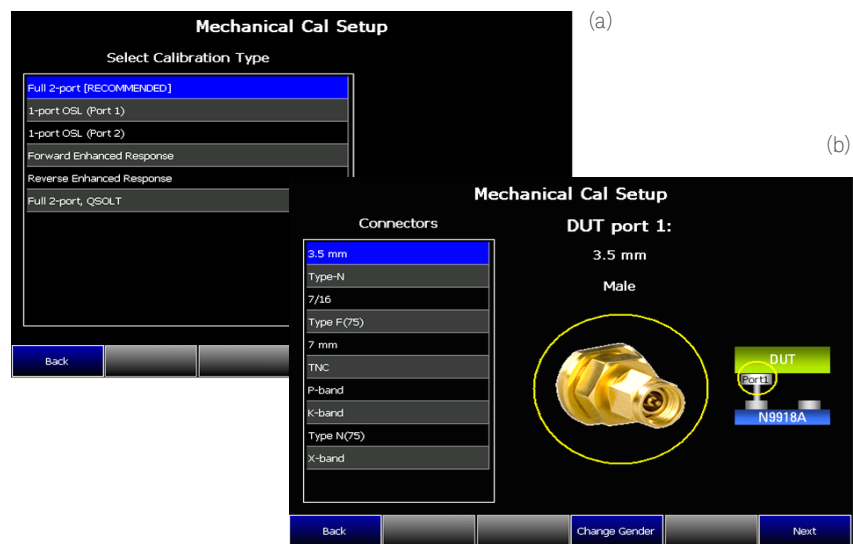 (a)
Mechanical Cal Setup
Select Calibration Type
Full 2-port [RECOMMENDED]
1-port OSL (Port 1)
1-port OSL (Port 2)
Forward Enhanced Response
Reverse Enhanced Response
Full 2-port, QSOLT
Back
(b)
Mechanical Cal Setup
Connectors
3.5 mm
Type-N
7/16
Type F(75)
7 mm
TNC
P-band
K-band
Type N(75)
X-band
DUT port 1:
3.5 mm
Male
DUT
Port1
N9918A
Back
Change Gender
Next